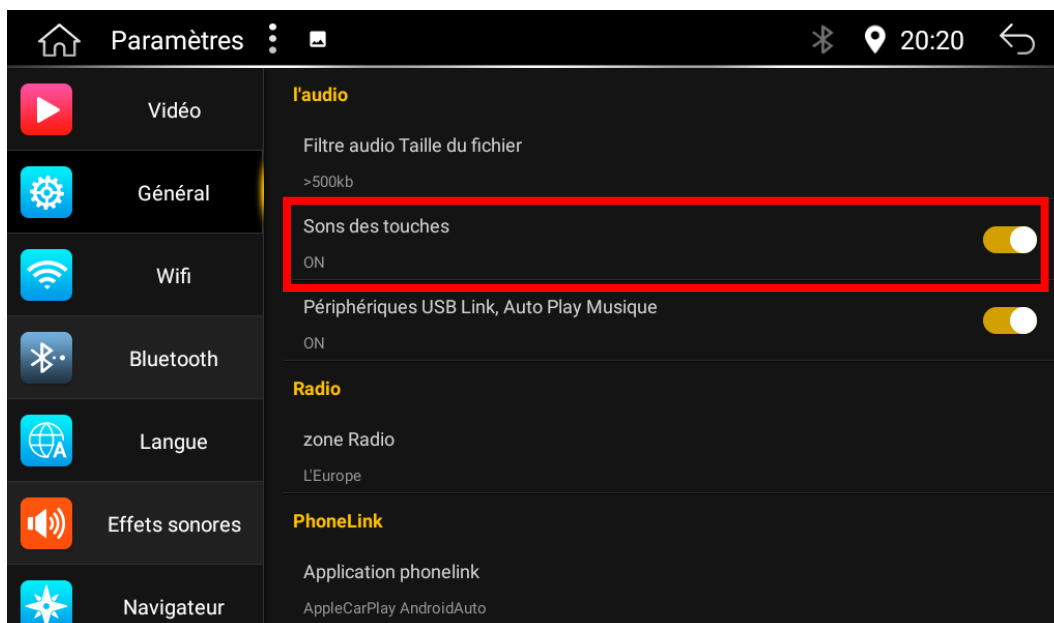 Paramètres
20:20
Vidéo
Général
Wifi
Bluetooth
Langue
Effets sonores
Navigateur
l'audio
Filtre audio Taille du fichier
>500kb
Sons des touches
ON
Périphériques USB Link, Auto Play Musique
ON
Radio
zone Radio
L'Europe
PhoneLink
Application phonelink
AppleCarPlay AndroidAuto